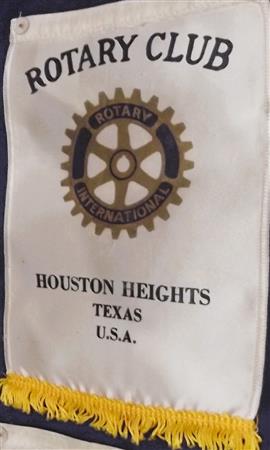 ROTARY CLUB
ROTARY
INTERNATIONAL
HOUSTON HEIGHTS
TEXAS
U.S.A.